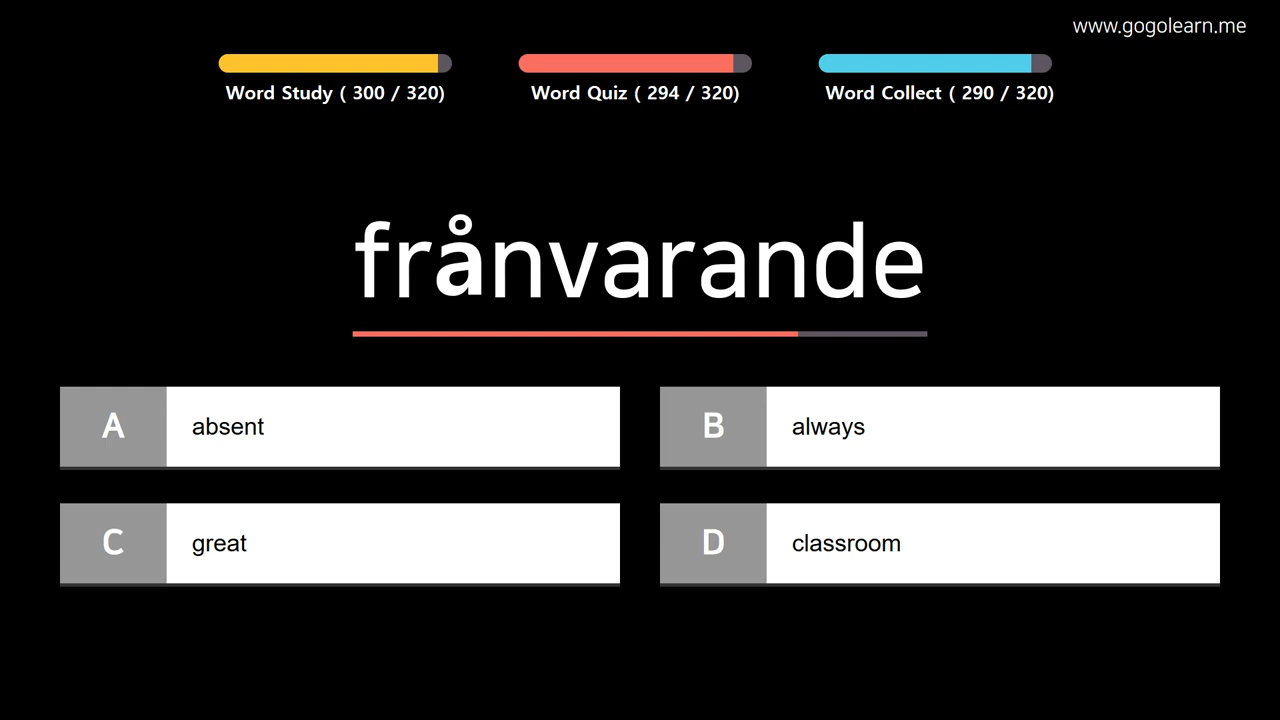 www.gogolearn.me
Word Study ( 300 / 320)
Word Quiz ( 294 / 320)
Word Collect ( 290 / 320)
frånvarande
A absent
B always
C great
D classroom